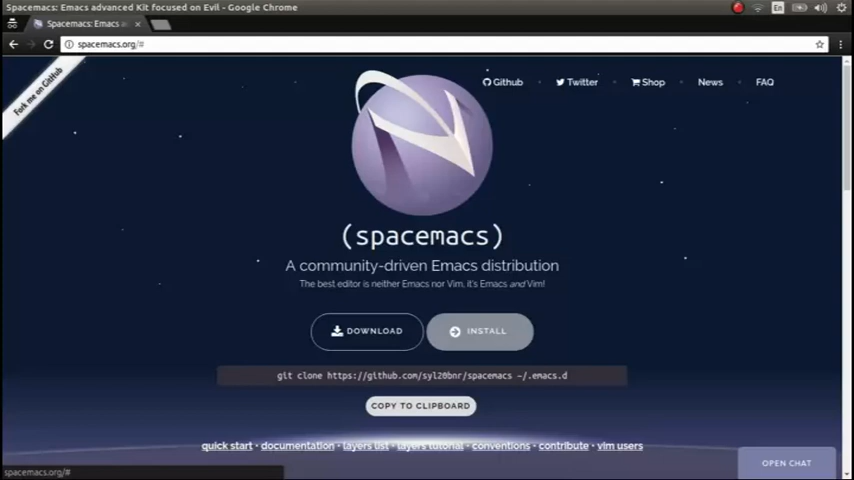 Spacemacs: Emacs advanced Kit focused on Evil - Google Chrome
En
Spacemacs: Emacs a
spacemacs.org/#
Fork me on GitHub
Github • Twitter • Shop • News • FAQ
(spacemacs)
A community-driven Emacs distribution
The best editor is neither Emacs nor Vim, it's Emacs and Vim!
DOWNLOAD INSTALL
git clone https://github.com/syl20bnr/spacemacs ~/.emacs.d
COPY TO CLIPBOARD
quick start • documentation • layers list • layers tutorial • conventions • contribute • vim users
OPEN CHAT
spacemacs.org/#